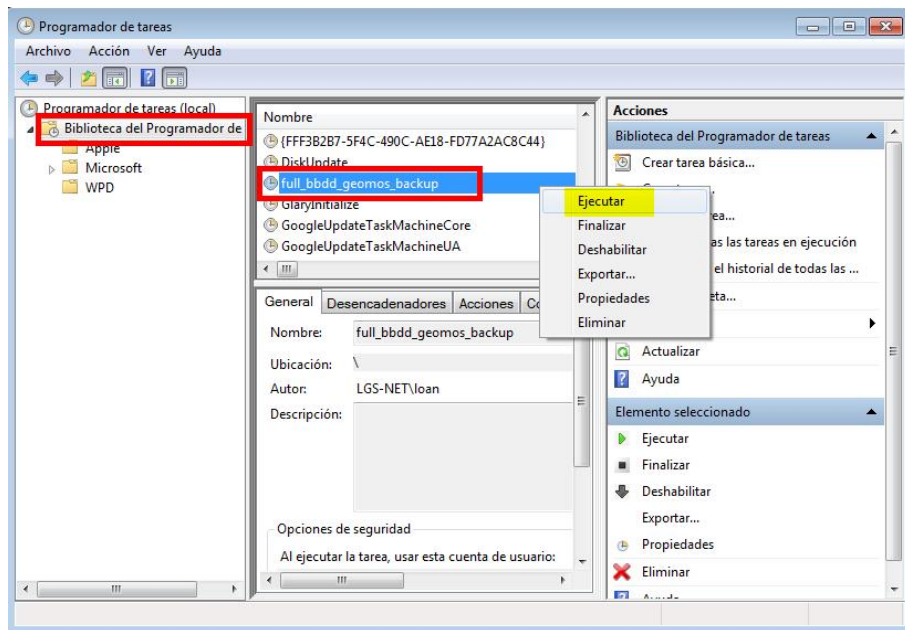 Programador de tareas
Archivo Acción Ver Ayuda
Programador de tareas (local)
Biblioteca del Programador de
Apple
Microsoft
WPD
Nombre
{FFF3B2B7-5F4C-490C-AE18-FD77A2AC8C44}
DiskUpdate
full_bbdd_geomos_backup
GlaryInitialize
GoogleUpdateTaskMachineCore
GoogleUpdateTaskMachineUA
Ejecutar
Finalizar
Deshabilitar
Exportar...
Propiedades
Eliminar
General Desencadenadores Acciones
Nombre: full_bbdd_geomos_backup
Ubicación: \
Autor: LGS-NET\loan
Descripción:
Opciones de seguridad
Al ejecutar la tarea, usar esta cuenta de usuario:
Acciones
Biblioteca del Programador de tareas
Crear tarea básica...
las tareas en ejecución
el historial de todas las ...
Actualizar
Ayuda
Elemento seleccionado
Ejecutar
Finalizar
Deshabilitar
Exportar...
Propiedades
Eliminar